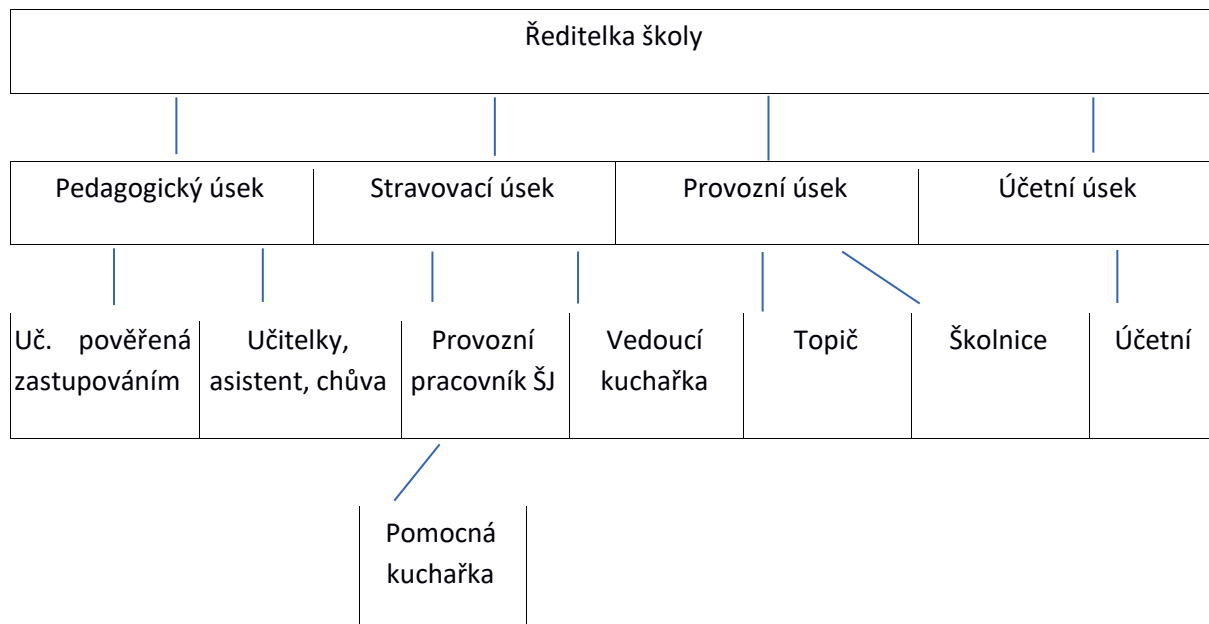 Ředitelka školy
Pedagogický úsek
Stravovací úsek
Provozní úsek
Účetní úsek
Uč. pověřená
zastupováním
Učitelky,
asistent, chůva
Provozní
pracovník ŠJ
Vedoucí
kuchařka
Topič
Školnice
Účetní
Pomocná
kuchařka